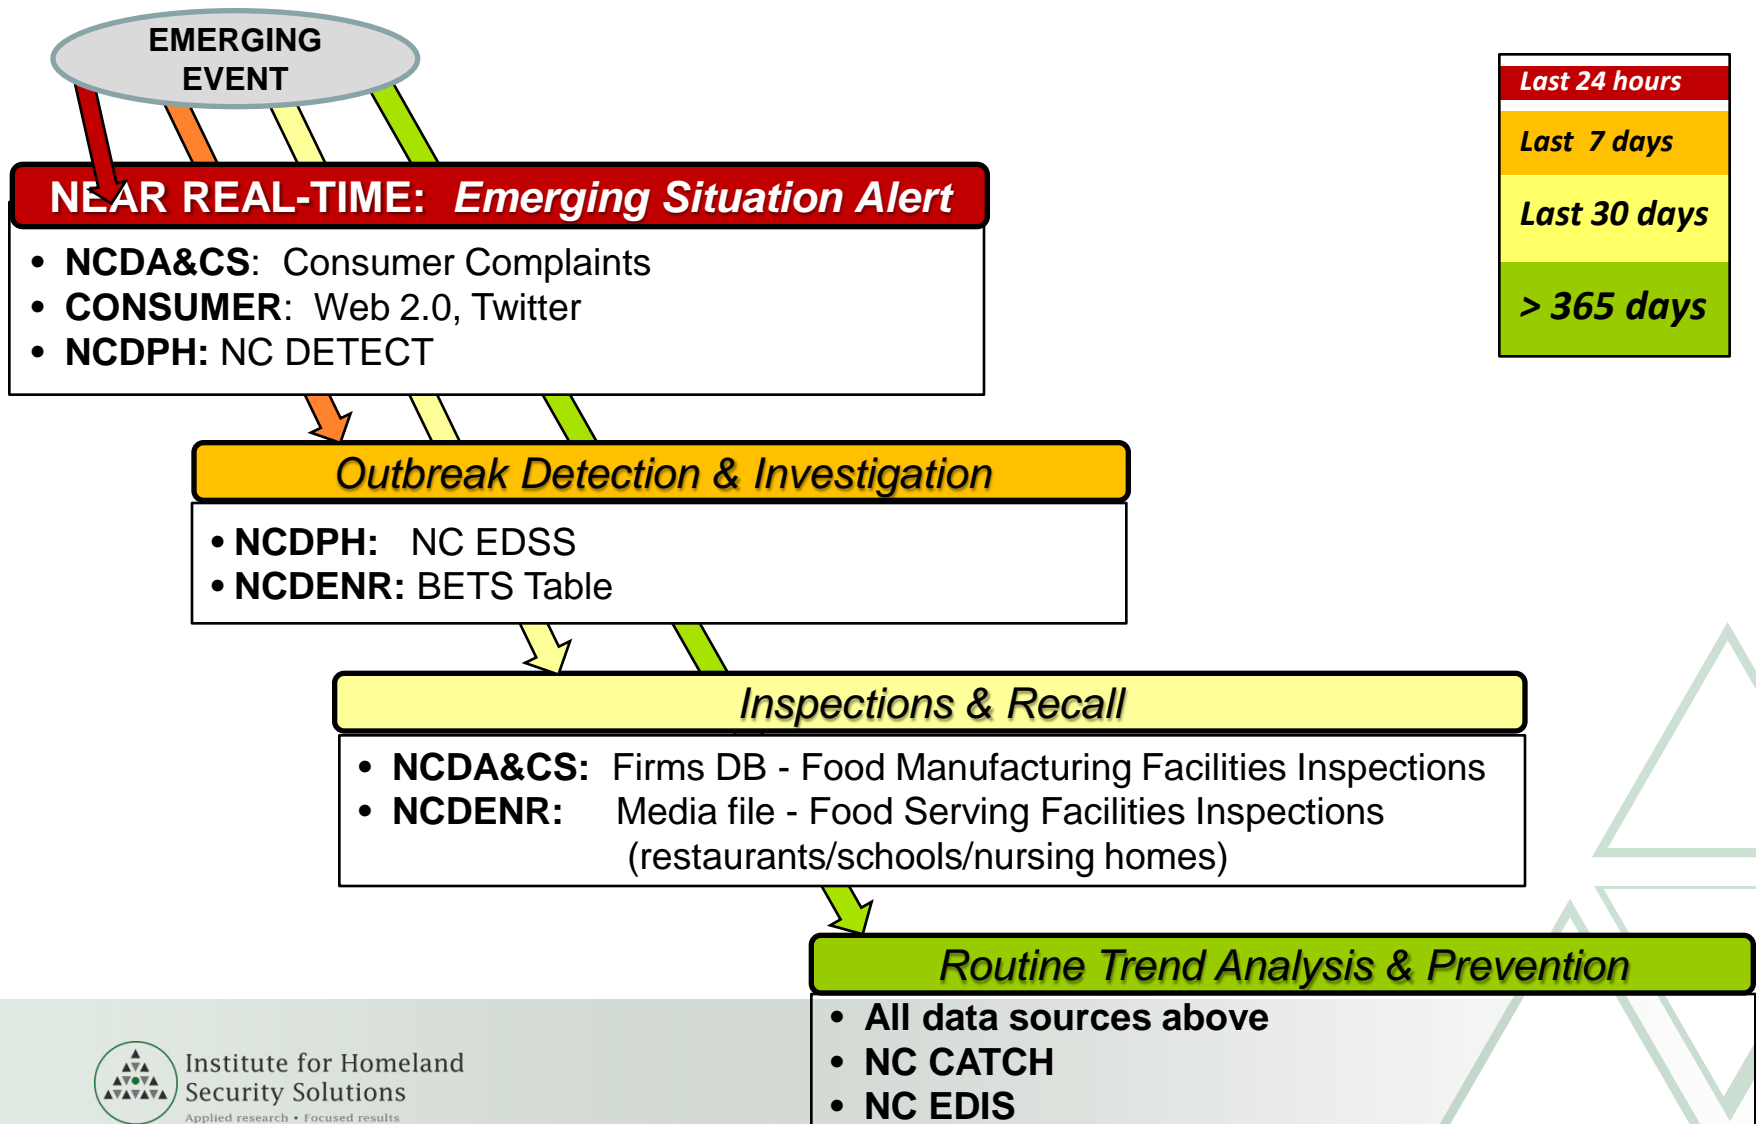 EMERGING
EVENT
Last 24 hours
Last 7 days
Last 30 days
> 365 days
NEAR REAL-TIME: Emerging Situation Alert
• NCDA&CS: Consumer Complaints
• CONSUMER: Web 2.0, Twitter
• NCDPH: NC DETECT
Outbreak Detection & Investigation
• NCDPH: NC EDSS
• NCDENR: BETS Table
Inspections & Recall
• NCDA&CS: Firms DB - Food Manufacturing Facilities Inspections
• NCDENR: Media file - Food Serving Facilities Inspections
(restaurants/schools/nursing homes)
Routine Trend Analysis & Prevention
• All data sources above
• NC CATCH
• NC EDIS
Institute for Homeland
Security Solutions
Applied research • Focused results